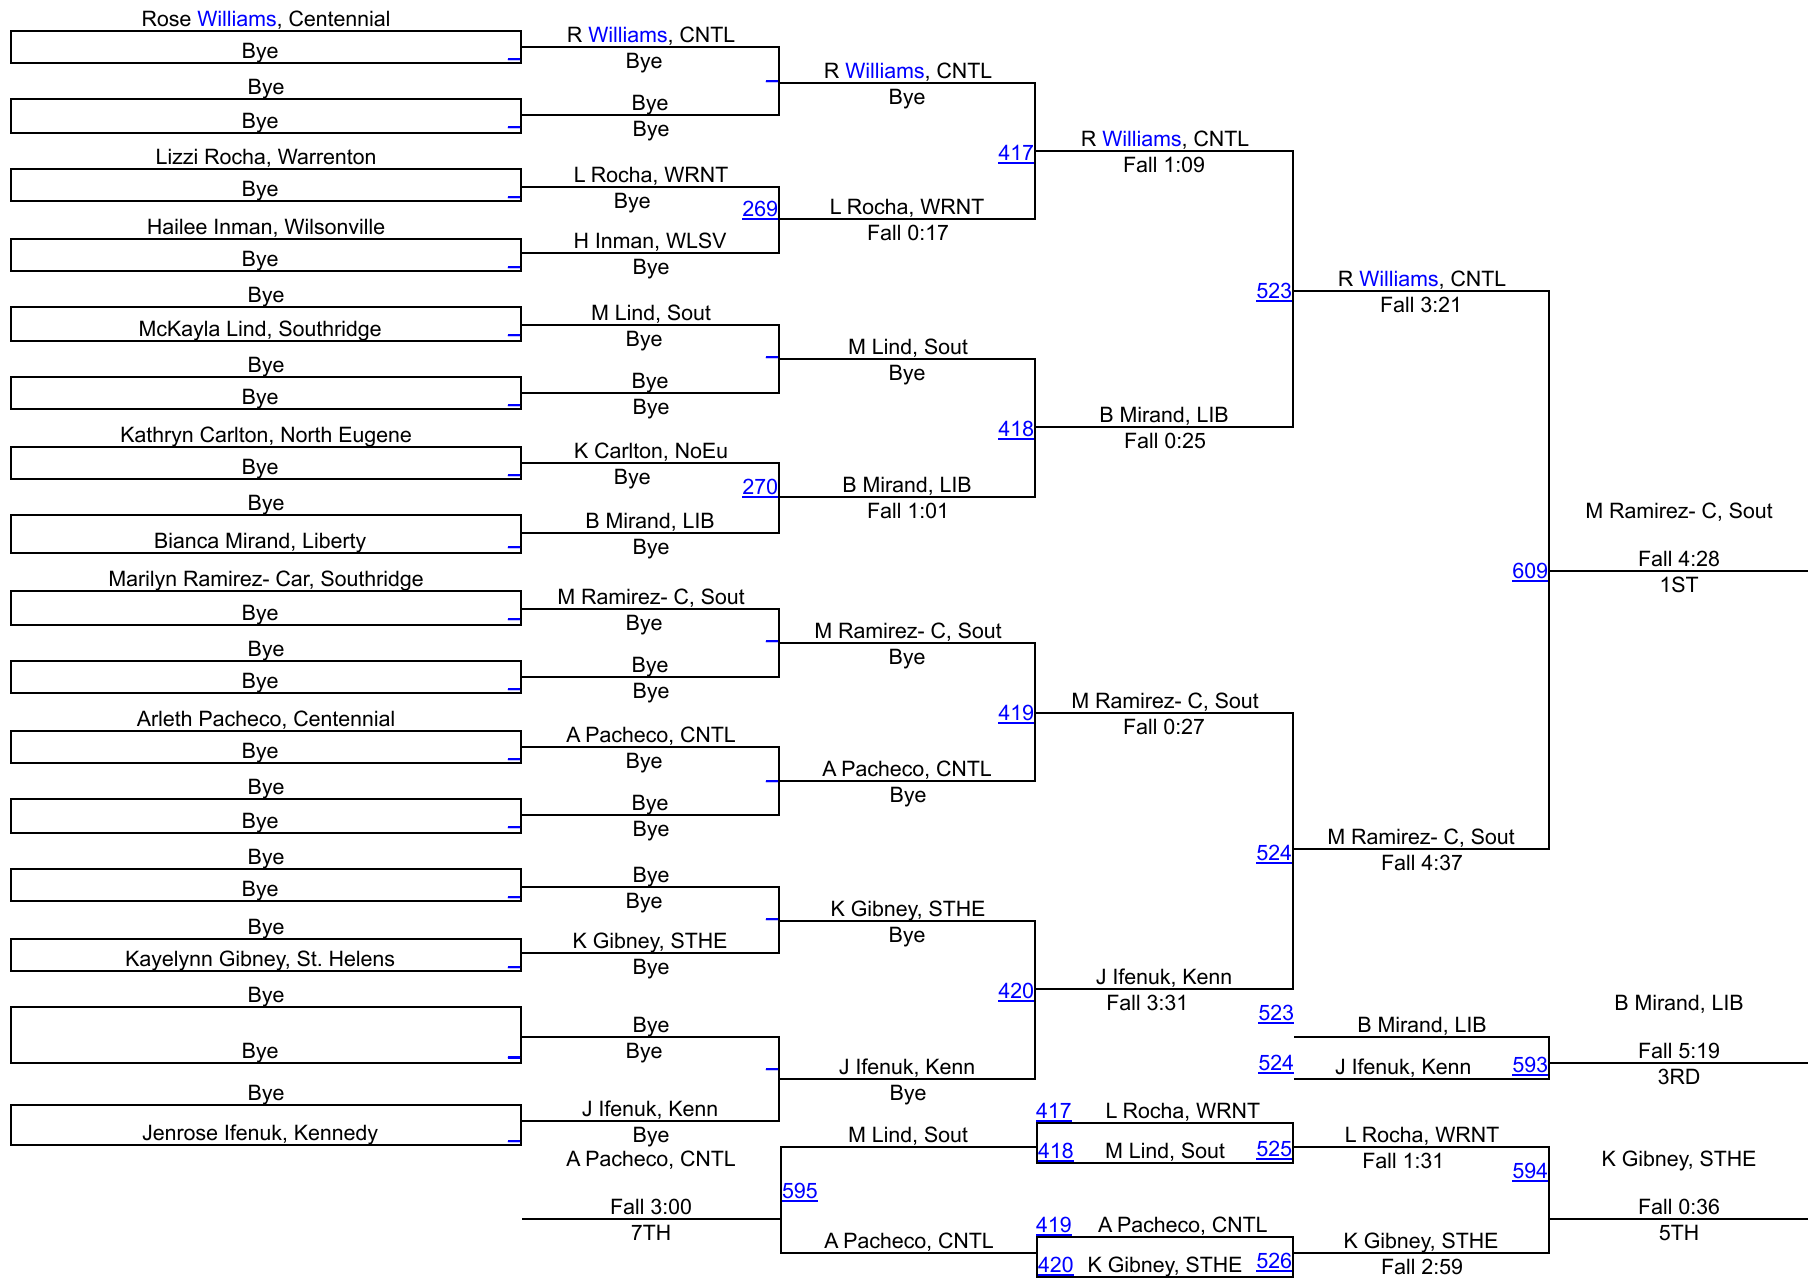 Rose Williams, Centennial
Bye
Bye
Bye
Lizzi Rocha, Warrenton
Bye
Hailee Inman, Wilsonville
Bye
Bye
McKayla Lind, Southridge
Bye
Bye
Kathryn Carlton, North Eugene
Bye
Bye
Bianca Mirand, Liberty
Marilyn Ramirez- Car, Southridge
Bye
Bye
Bye
Arleth Pacheco, Centennial
Bye
Bye
Bye
Bye
Bye
Bye
Kayelynn Gibney, St. Helens
Bye
Bye
Bye
Jenrose Ifenuk, Kennedy
R Williams, CNTL
Bye
Bye
Bye
L Rocha, WRNT
Bye
269
H Inman, WLSV
Bye
M Lind, Sout
Bye
Bye
Bye
K Carlton, NoEu
Bye
270
B Mirand, LIB
Bye
M Ramirez- C, Sout
Bye
Bye
Bye
A Pacheco, CNTL
Bye
Bye
Bye
Bye
Bye
K Gibney, STHE
Bye
Bye
Bye
J Ifenuk, Kenn
Bye
A Pacheco, CNTL
Fall 3:00
7TH
R Williams, CNTL
Bye
417
L Rocha, WRNT
Fall 0:17
M Lind, Sout
Bye
418
B Mirand, LIB
Fall 1:01
M Ramirez- C, Sout
Bye
419
A Pacheco, CNTL
Bye
K Gibney, STHE
Bye
420
J Ifenuk, Kenn
Bye
M Lind, Sout
595
A Pacheco, CNTL
R Williams, CNTL
Fall 1:09
523
B Mirand, LIB
Fall 0:25
M Ramirez- C, Sout
Fall 0:27
524
J Ifenuk, Kenn
Fall 3:31
417 L Rocha, WRNT
418 M Lind, Sout 525
419 A Pacheco, CNTL
420 K Gibney, STHE 526
R Williams, CNTL
Fall 3:21
609
M Ramirez- C, Sout
Fall 4:37
523 B Mirand, LIB
524 J Ifenuk, Kenn 593
L Rocha, WRNT
Fall 1:31
594
K Gibney, STHE
Fall 2:59
M Ramirez- C, Sout
Fall 4:28
1ST
B Mirand, LIB
Fall 5:19
3RD
K Gibney, STHE
Fall 0:36
5TH